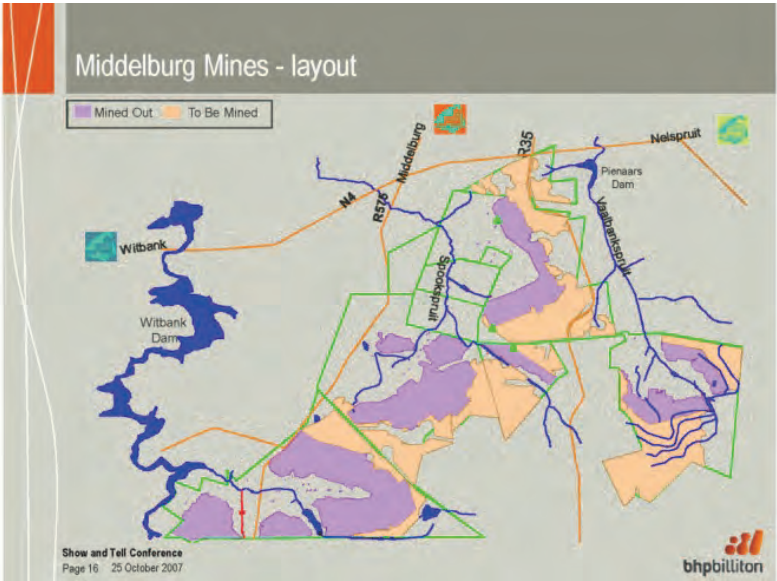 Middelburg Mines - layout
Mined Out
To Be Mined
Middelburg
R35
Nelspruit
Pienaars
Dam
N4
R575
Witbank
Vaalbankspruit
Spookspruit
Witbank
Dam
Show and Tell Conference
Page 16 25 October 2007
bhpbilliton